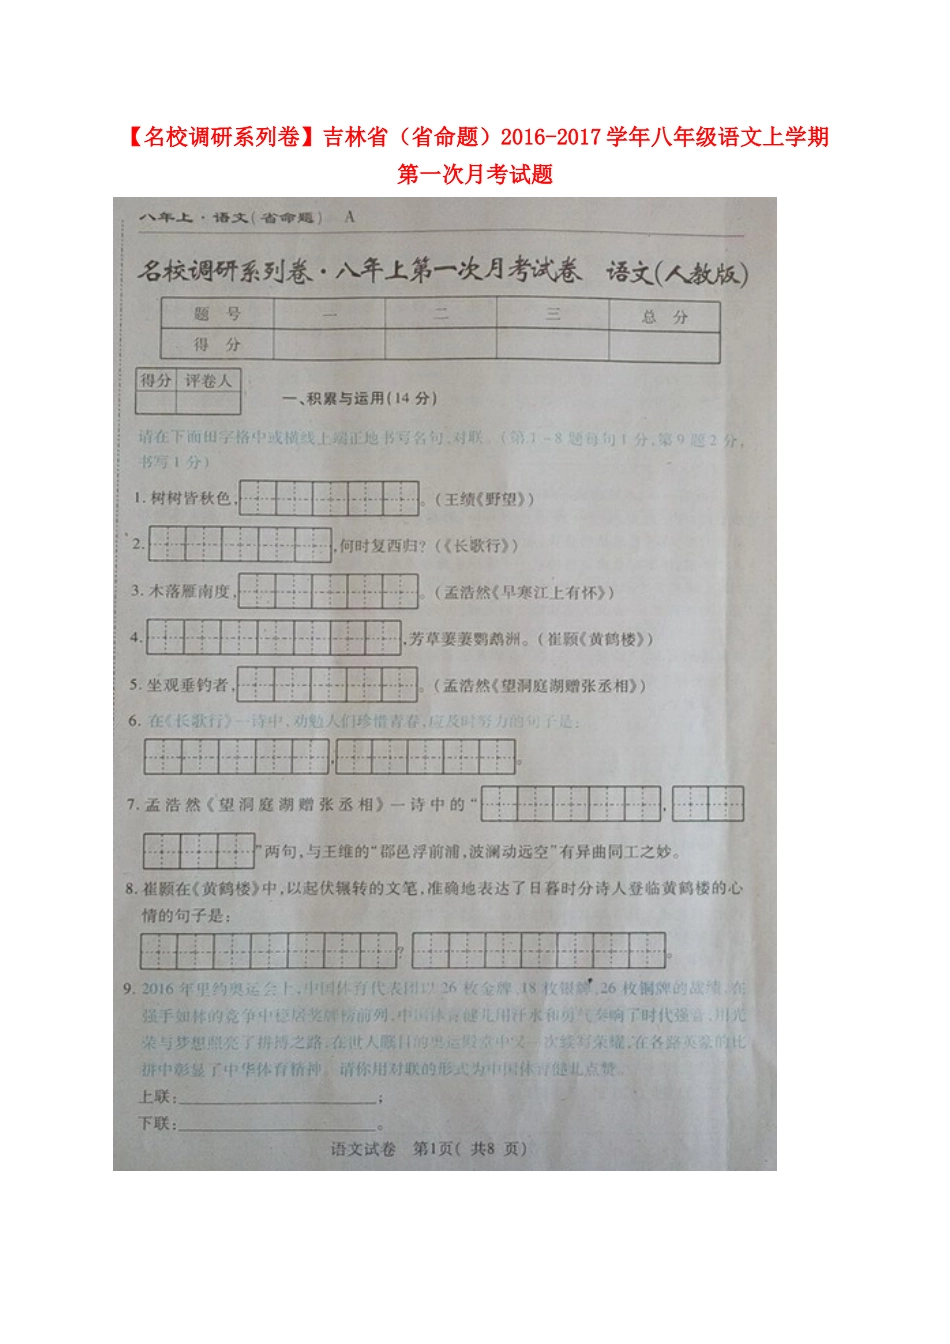 【名校调研系列卷】吉林省（省命题）2016-2017 学年八年级语文上学期
第一次月考试题
八年上·语文(省命题) A
名校调研系列卷·八年上第一次月考试卷 语文(人教版)
题 号 一 二 三 总 分
得 分
得分 评卷人
一、积累与运用(14 分)
请在下面田字格中或横线上端正地书写名句、对联。(第 1－8 题每句 1 分,第 9 题 2 分,
书写 1 分)
1. 树树皆秋色, 。(王绩《野望》)
2. ,何时复西归? (《长歌行》)
3. 木落雁南度, 。(孟浩然《早寒江上有怀》)
4. ,芳草萋萋鹦鹉洲。(崔颢《黄鹤楼》)
5. 坐观垂钓者, 。(孟浩然《望洞庭湖赠张丞相》)
6. 在《长歌行》一诗中,劝勉人们珍惜青春,应及时努力的句子是:
, 。
7. 孟浩然《望洞庭湖赠张丞相》一诗中的“ ,
”两句,与王维的“郡邑浮前浦,波澜动远空”有异曲同工之妙。
8. 崔颢在《黄鹤楼》中,以起伏辗转的文笔,准确地表达了日暮时分诗人登临黄鹤楼的心
情的句子是:
? 。
9. 2016 年里约奥运会上,中国体育代表团以 26 枚金牌、18 枚银牌、26 枚铜牌的战绩,在
强手如林的竞争中稳居奖牌榜前列,中国体育健儿用汗水和勇气奏响了时代强音,用光
荣与梦想照亮了拼搏之路,在世人瞩目的奥运殿堂中又一次续写荣耀,在各路英豪的比
拼中彰显了中华体育精神。请你用对联的形式为中国体育健儿点赞。
上联:＿＿＿＿＿＿＿＿＿＿;
下联:＿＿＿＿＿＿＿＿＿＿。
语文试卷 第1页( 共8 页)